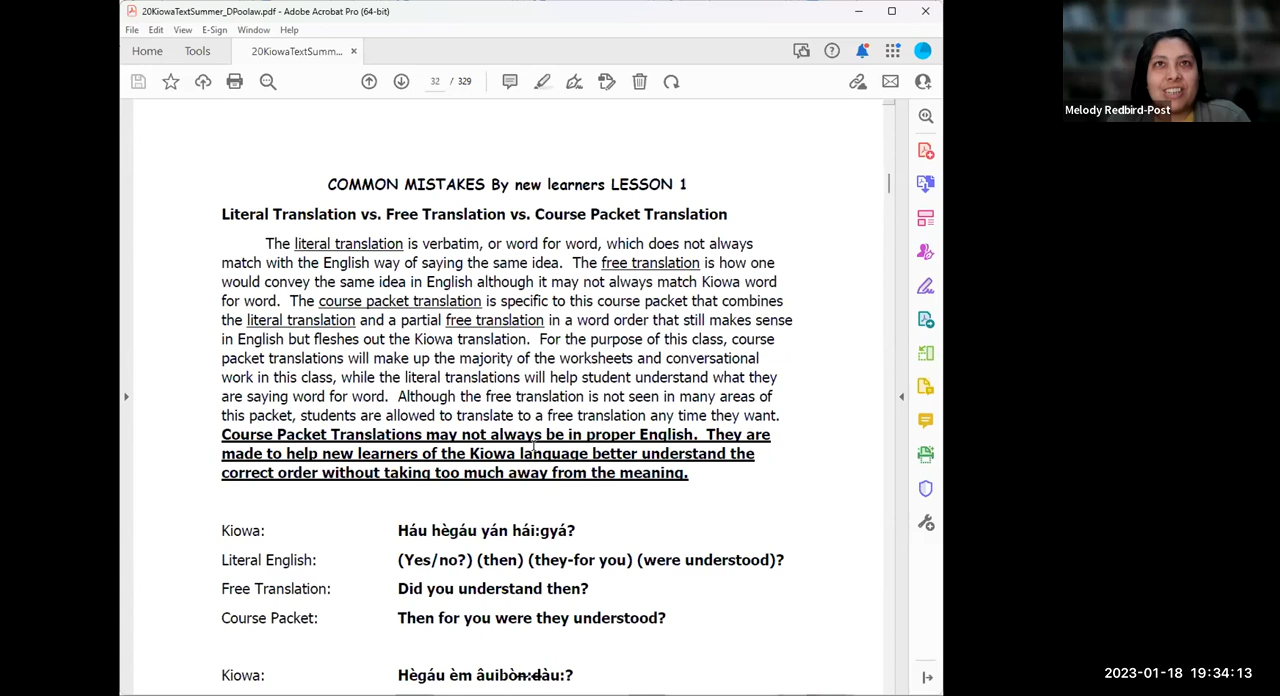 20KiowaTextSummer_DPoolaw.pdf - Adobe Acrobat Pro (64-bit)
File Edit View E-Sign Window Help
Home Tools 20KiowaTextSumm... ×
32 / 329
COMMON MISTAKES By new learners LESSON 1
Literal Translation vs. Free Translation vs. Course Packet Translation
The literal translation is verbatim, or word for word, which does not always
match with the English way of saying the same idea. The free translation is how one
would convey the same idea in English although it may not always match Kiowa word
for word. The course packet translation is specific to this course packet that combines
the literal translation and a partial free translation in a word order that still makes sense
in English but fleshes out the Kiowa translation. For the purpose of this class, course
packet translations will make up the majority of the worksheets and conversational
work in this class, while the literal translations will help student understand what they
are saying word for word. Although the free translation is not seen in many areas of
this packet, students are allowed to translate to a free translation any time they want.
Course Packet Translations may not always be in proper English. They are
made to help new learners of the Kiowa language better understand the
correct order without taking too much away from the meaning.
Kiowa: Háu hègáu yán hái:gyá?
Literal English: (Yes/no?) (then) (they-for you) (were understood)?
Free Translation: Did you understand then?
Course Packet: Then for you were they understood?
Kiowa: Hègáu èm âuibòn:dàu:?
Melody Redbird-Post
2023-01-18 19:34:13